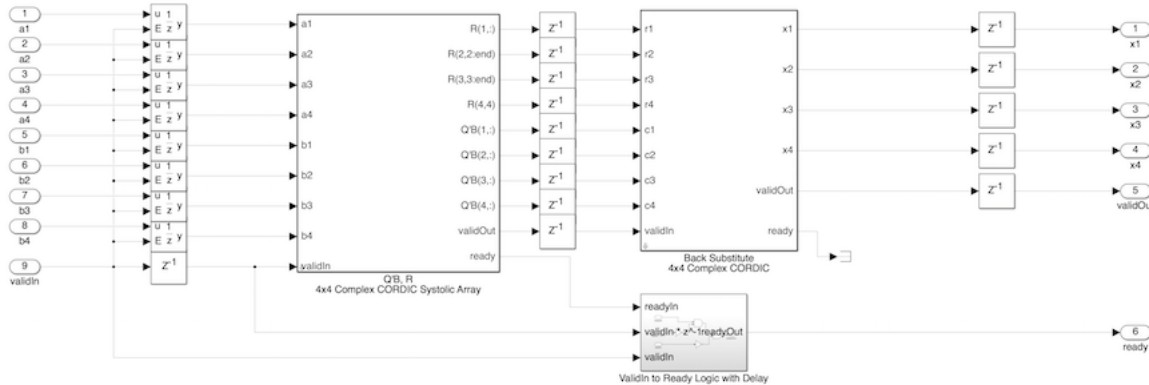 1
a1
2
a2
3
a3
4
a4
5
b1
6
b2
7
b3
8
b4
9
validIn
u 1
E z y
u 1
E z y
u 1
E z y
u 1
E z y
u 1
E z y
u 1
E z y
u 1
E z y
u 1
E z y
Z-1
a1
a2
a3
a4
b1
b2
b3
b4
validIn
R(1,:)
R(2,2:end)
R(3,3:end)
R(4,4)
Q'B(1,:)
Q'B(2,:)
Q'B(3,:)
Q'B(4,:)
validOut
ready
Q'B, R
4x4 Complex CORDIC Systolic Array
Z-1
Z-1
Z-1
Z-1
Z-1
Z-1
Z-1
Z-1
Z-1
r1
r2
r3
r4
c1
c2
c3
c4
validIn
x1
x2
x3
x4
validOut
ready
Back Substitute
4x4 Complex CORDIC
Z-1
Z-1
Z-1
Z-1
Z-1
1
x1
2
x2
3
x3
4
x4
5
validOu
readyIn
validIn * z^-1readyOut
validIn
ValidIn to Ready Logic with Delay
6
ready